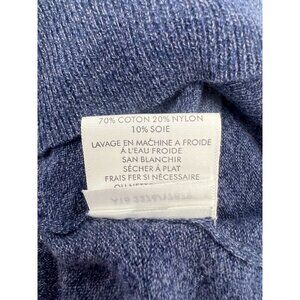 70% COTON 20% NYLON
10% SOIE
LAVAGE EN MACHINE A FROIDE
À L'EAU FROIDE
SAN BLANCHIR
SÉCHER À PLAT
FRAIS FER SI NÉCESSAIRE
OU